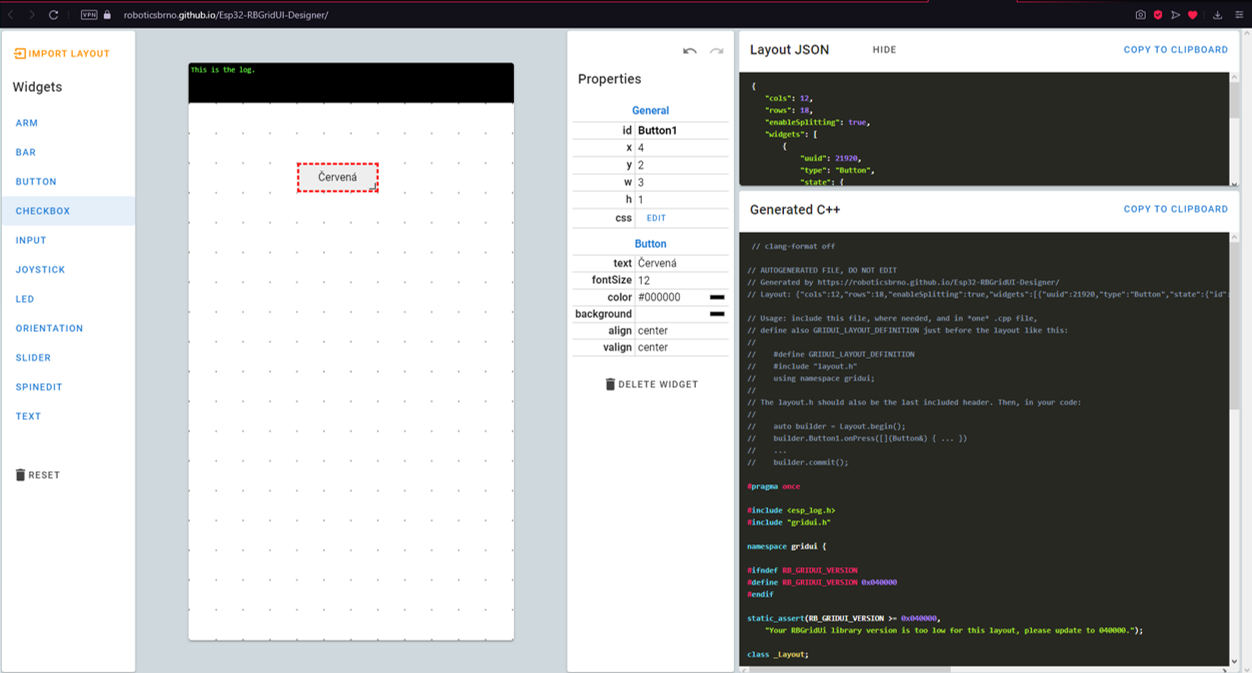 VPN roboticsbrno.github.io/Esp32-RBGridUI-Designer/
IMPORT LAYOUT
Widgets
ARM
BAR
BUTTON
CHECKBOX
INPUT
JOYSTICK
LED
ORIENTATION
SLIDER
SPINEDIT
TEXT
RESET
This is the log.
Červená
Properties
General
id Button1
x 4
y 2
w 3
h 1
css EDIT
Button
text Červená
fontSize 12
color #000000
background
align center
valign center
DELETE WIDGET
Layout JSON HIDE COPY TO CLIPBOARD
{
"cols": 12,
"rows": 18,
"enableSplitting": true,
"widgets": [
{
"uuid": 21920,
"type": "Button",
"state": {
Generated C++ COPY TO CLIPBOARD
// clang-format off
// AUTOGENERATED FILE, DO NOT EDIT
// Generated by https://roboticsbrno.github.io/Esp32-RBGridUI-Designer/
// Layout: {"cols":12,"rows":18,"enableSplitting":true,"widgets":[{"uuid":21920,"type":"Button","state":{"id":
// Usage: include this file, where needed, and in *one* .cpp file,
// define also GRIDUI_LAYOUT_DEFINITION just before the layout like this:
//
// #define GRIDUI_LAYOUT_DEFINITION
// #include "layout.h"
// using namespace gridui;
//
// The layout.h should also be the last included header. Then, in your code:
//
// auto builder = Layout.begin();
// builder.Button1.onPress([](Button&) { ... })
// ...
// builder.commit();
#pragma once
#include <esp_log.h>
#include "gridui.h"
namespace gridui {
#ifndef RB_GRIDUI_VERSION
#define RB_GRIDUI_VERSION 0x040000
#endif
static_assert(RB_GRIDUI_VERSION >= 0x040000,
"Your RBGridUi library version is too low for this layout, please update to 040000.");
class _Layout;